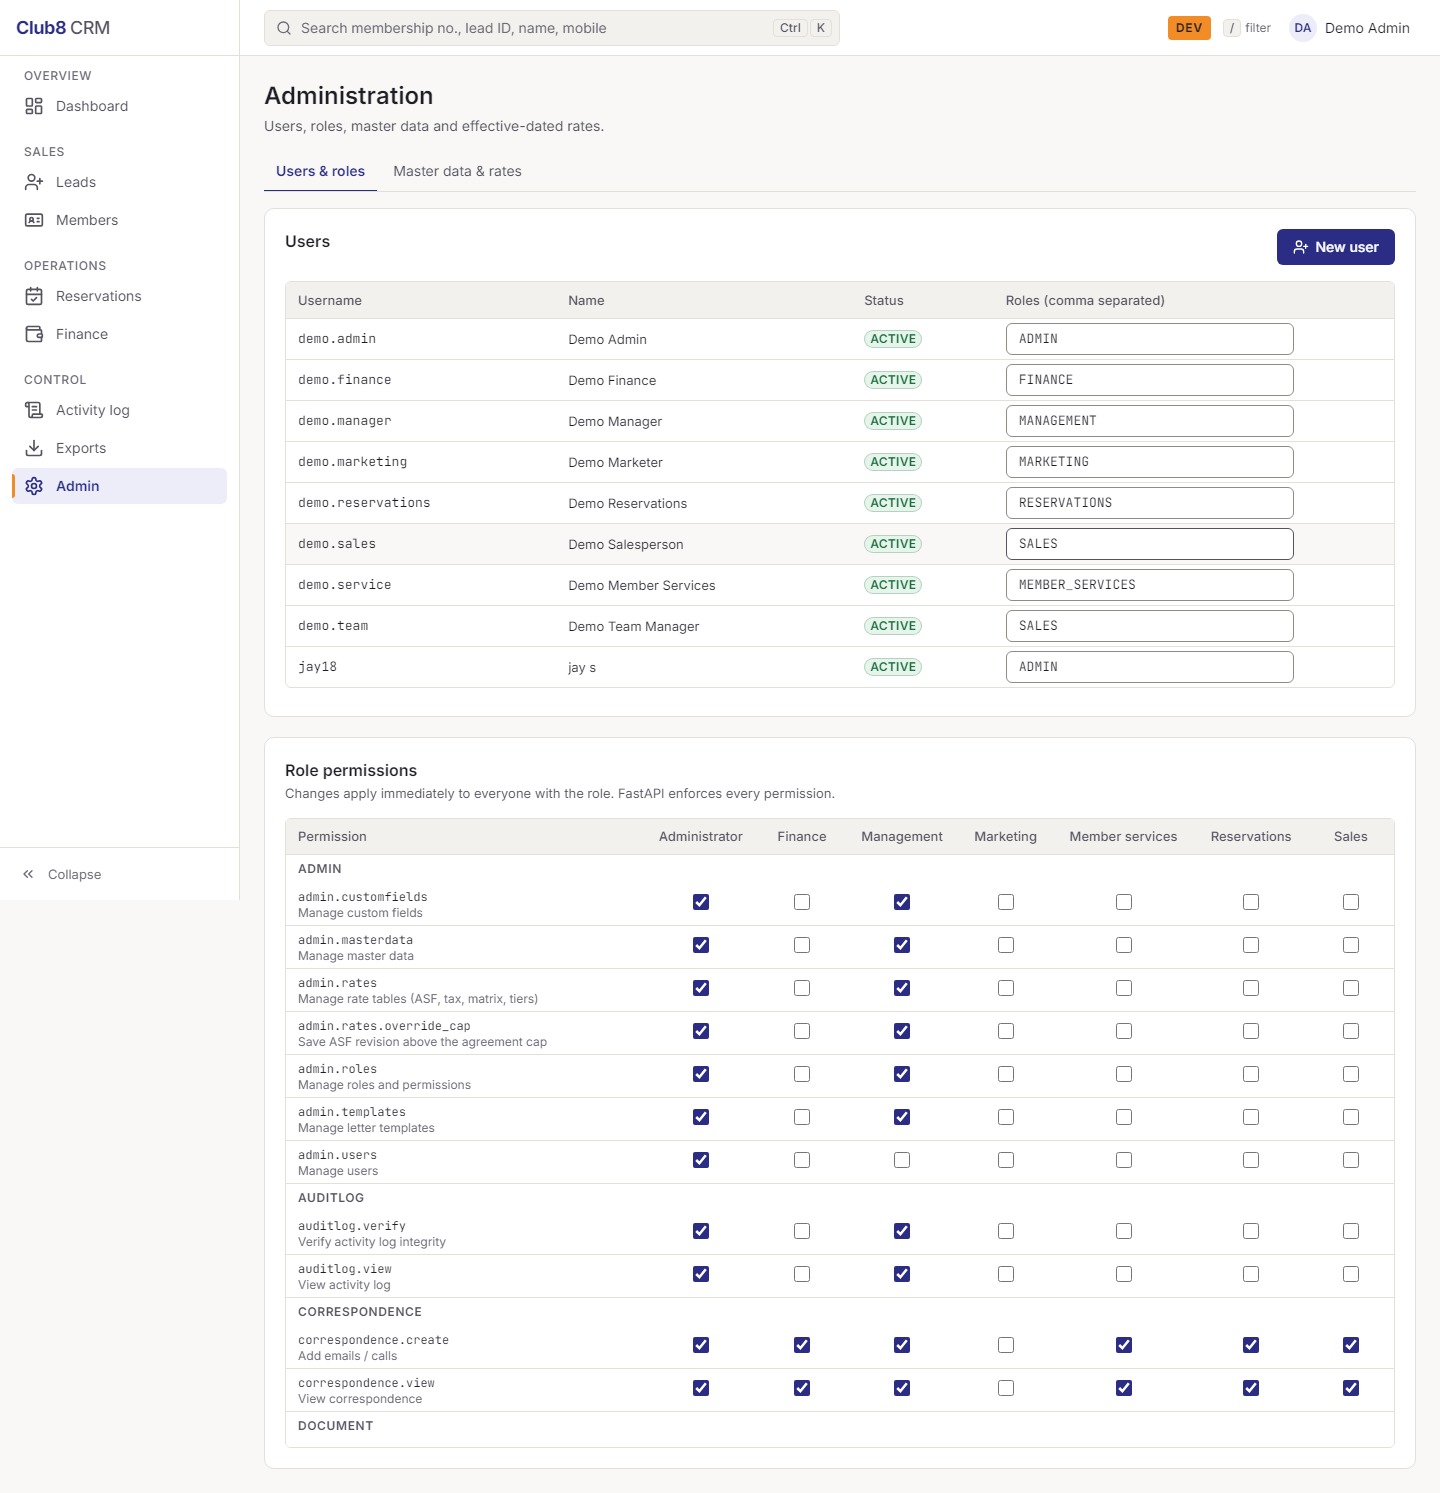 Club8 CRM
Search membership no., lead ID, name, mobile
Ctrl K
DEV
/ filter
DA
Demo Admin
OVERVIEW
Dashboard
SALES
Leads
Members
OPERATIONS
Reservations
Finance
CONTROL
Activity log
Exports
Admin
Collapse
Administration
Users, roles, master data and effective-dated rates.
Users & roles
Master data & rates
Users
New user
Username Name Status Roles (comma separated)
demo.admin Demo Admin ACTIVE ADMIN
demo.finance Demo Finance ACTIVE FINANCE
demo.manager Demo Manager ACTIVE MANAGEMENT
demo.marketing Demo Marketer ACTIVE MARKETING
demo.reservations Demo Reservations ACTIVE RESERVATIONS
demo.sales Demo Salesperson ACTIVE SALES
demo.service Demo Member Services ACTIVE MEMBER_SERVICES
demo.team Demo Team Manager ACTIVE SALES
jay18 jay s ACTIVE ADMIN
Role permissions
Changes apply immediately to everyone with the role. FastAPI enforces every permission.
Permission Administrator Finance Management Marketing Member services Reservations Sales
ADMIN
admin.customfields
Manage custom fields
admin.masterdata
Manage master data
admin.rates
Manage rate tables (ASF, tax, matrix, tiers)
admin.rates.override_cap
Save ASF revision above the agreement cap
admin.roles
Manage roles and permissions
admin.templates
Manage letter templates
admin.users
Manage users
AUDITLOG
auditlog.verify
Verify activity log integrity
auditlog.view
View activity log
CORRESPONDENCE
correspondence.create
Add emails / calls
correspondence.view
View correspondence
DOCUMENT